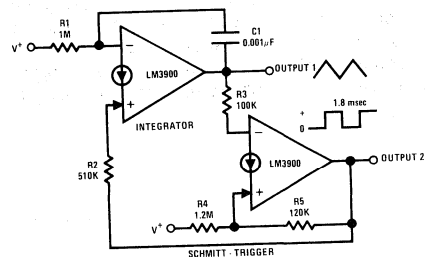 R1
1M
V+
C1
0.001µF
LM3900
OUTPUT 1
R3
100K
INTEGRATOR
+
0
1.8 msec
R2
510K
LM3900
OUTPUT 2
R4
1.2M
R5
120K
V+
SCHMITT - TRIGGER